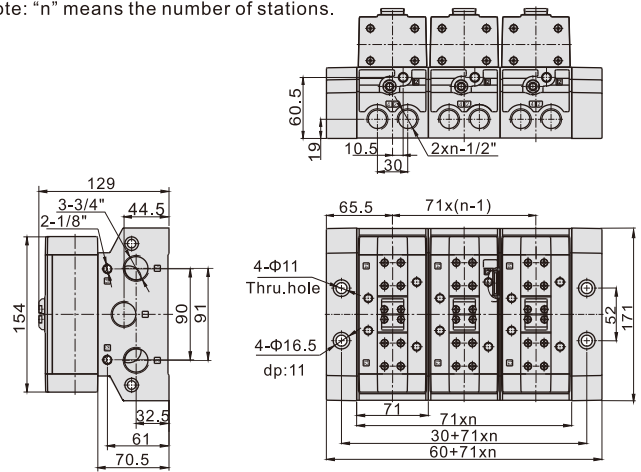 ote: “n” means the number of stations.
60.5
19
10.5
30
2xn-1/2"
129
3-3/4"
2-1/8"
44.5
154
90
91
32.5
61
70.5
65.5
71x(n-1)
4-Φ11
Thru.hole
4-Φ16.5
dp:11
52
171
71
71xn
30+71xn
60+71xn